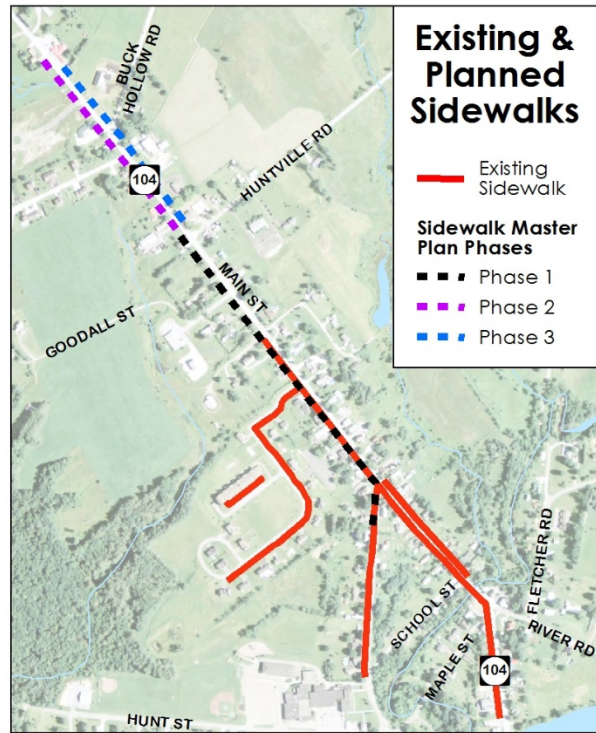 Existing &
Planned
Sidewalks
Existing
Sidewalk
Sidewalk Master
Plan Phases
Phase 1
Phase 2
Phase 3
BUCK
HOLLOW RD
104
HUNTVILLE RD
MAIN ST
GOODALL ST
SCHOOL ST
FLETCHER RD
RIVER RD
MAPLE ST
104
HUNT ST